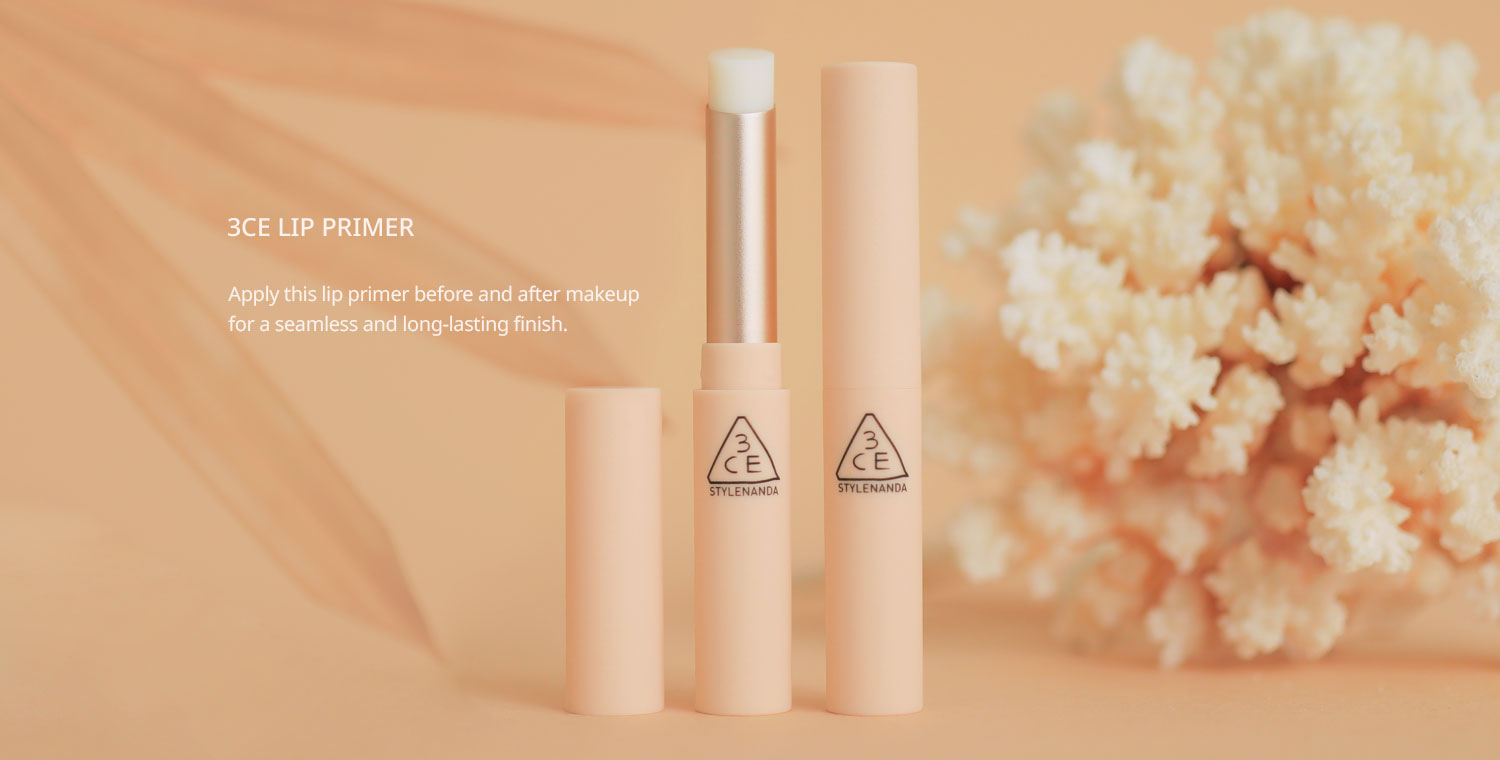 3CE LIP PRIMER
Apply this lip primer before and after makeup
for a seamless and long-lasting finish.
3
CE
STYLENANDA
3
CE
STYLENANDA